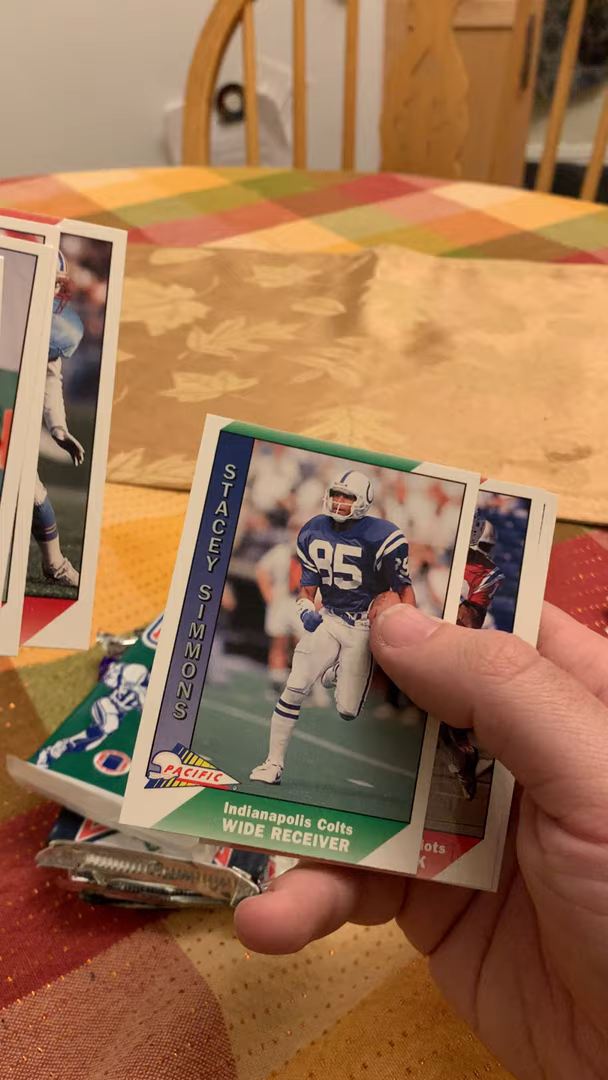 STACEY SIMMONS
85
PACIFIC
Indianapolis Colts
WIDE RECEIVER